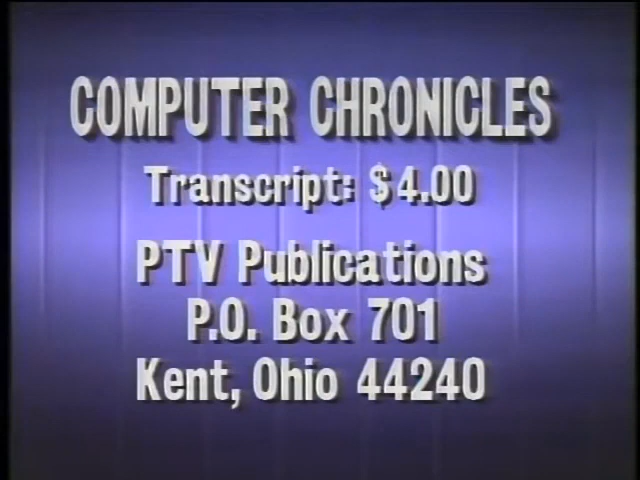 COMPUTER CHRONICLES
Transcript: $4.00
PTV Publications
P.O. Box 701
Kent, Ohio 44240